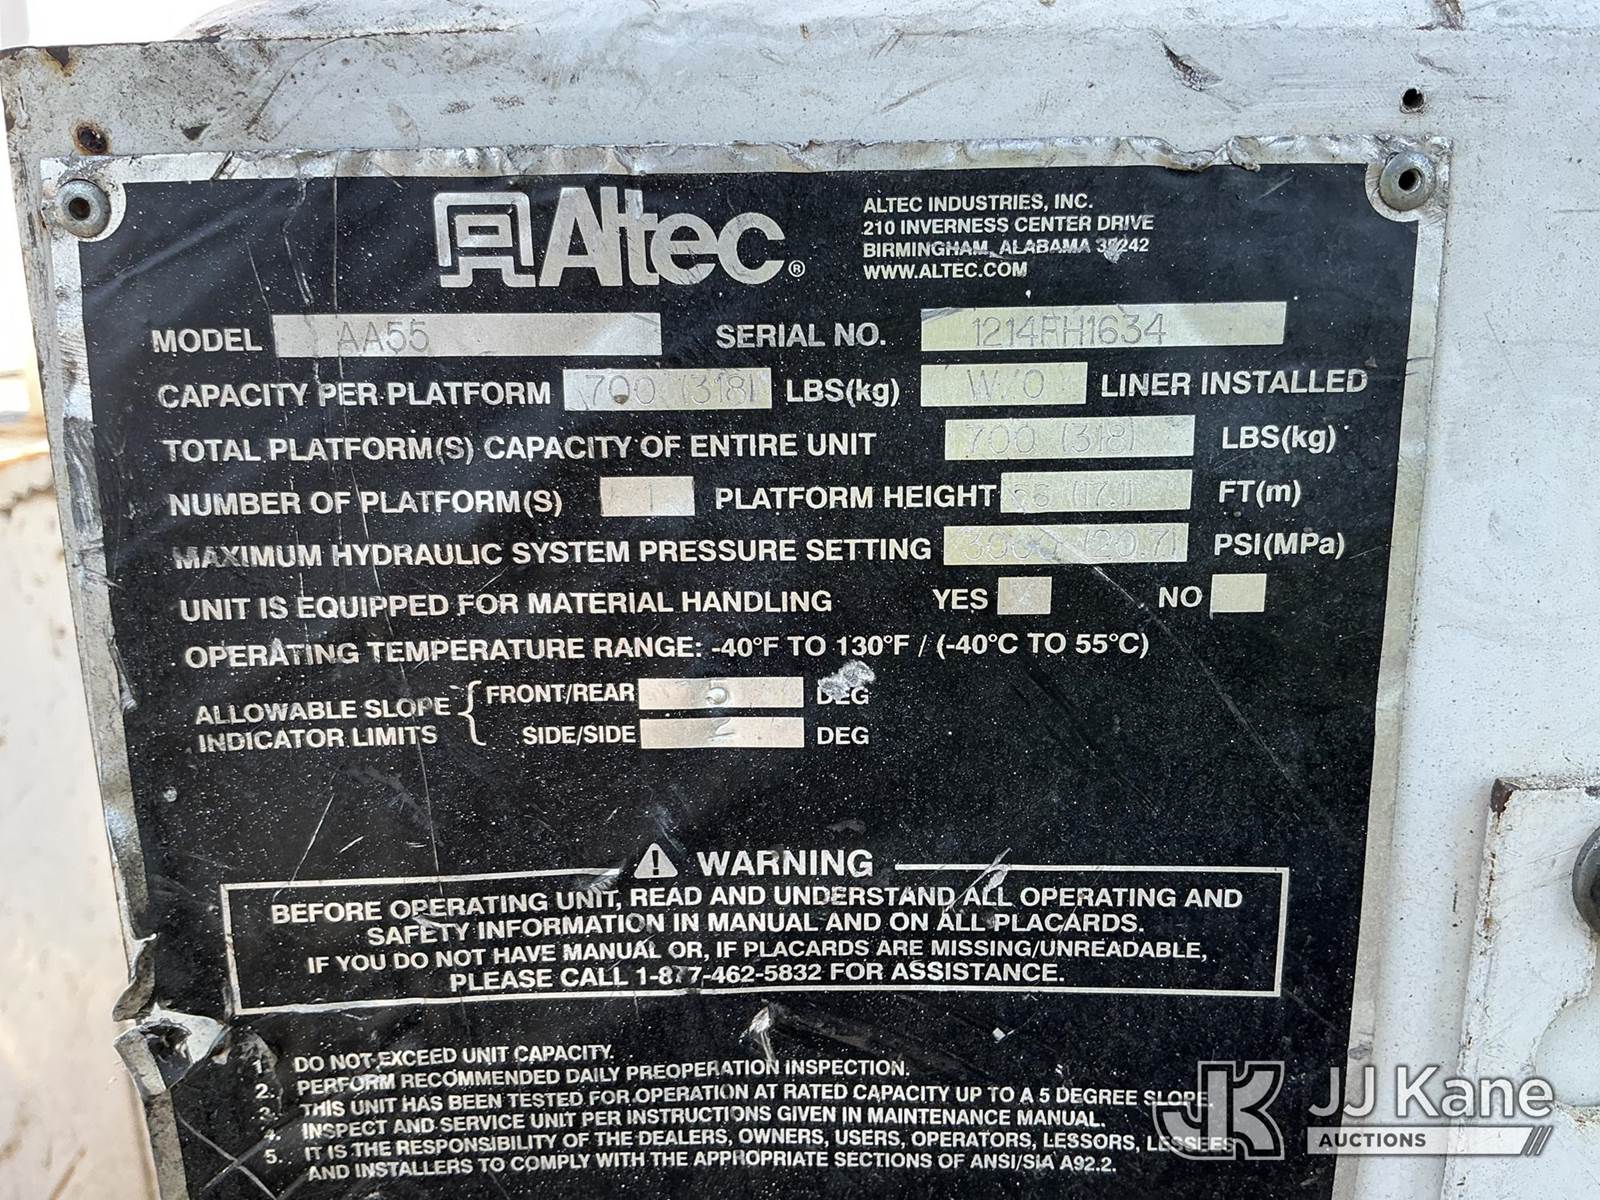 Altec®
ALTEC INDUSTRIES, INC.
210 INVERNESS CENTER DRIVE
BIRMINGHAM, ALABAMA 35242
WWW.ALTEC.COM
MODEL AA55 SERIAL NO. 1214FH1634
CAPACITY PER PLATFORM 700 (318) LBS(kg) W/O LINER INSTALLED
TOTAL PLATFORM(S) CAPACITY OF ENTIRE UNIT 700 (318) LBS(kg)
NUMBER OF PLATFORM(S) 1 PLATFORM HEIGHT 56 (17.1) FT(m)
MAXIMUM HYDRAULIC SYSTEM PRESSURE SETTING 3000 (20.7) PSI(MPa)
UNIT IS EQUIPPED FOR MATERIAL HANDLING YES X NO
OPERATING TEMPERATURE RANGE: -40°F TO 130°F / (-40°C TO 55°C)
ALLOWABLE SLOPE { FRONT/REAR 5 DEG
INDICATOR LIMITS SIDE/SIDE 2 DEG
WARNING
BEFORE OPERATING UNIT, READ AND UNDERSTAND ALL OPERATING AND
SAFETY INFORMATION IN MANUAL AND ON ALL PLACARDS.
IF YOU DO NOT HAVE MANUAL OR, IF PLACARDS ARE MISSING/UNREADABLE,
PLEASE CALL 1-877-462-5832 FOR ASSISTANCE.
1. DO NOT EXCEED UNIT CAPACITY.
2. PERFORM RECOMMENDED DAILY PREOPERATION INSPECTION.
3. THIS UNIT HAS BEEN TESTED FOR OPERATION AT RATED CAPACITY UP TO A 5 DEGREE SLOPE.
4. INSPECT AND SERVICE UNIT PER INSTRUCTIONS GIVEN IN MAINTENANCE MANUAL.
5. IT IS THE RESPONSIBILITY OF THE DEALERS, OWNERS, USERS, OPERATORS, LESSORS, LESSEES
AND INSTALLERS TO COMPLY WITH THE APPROPRIATE SECTIONS OF ANSI/SIA A92.2.
JK JJ Kane
AUCTIONS